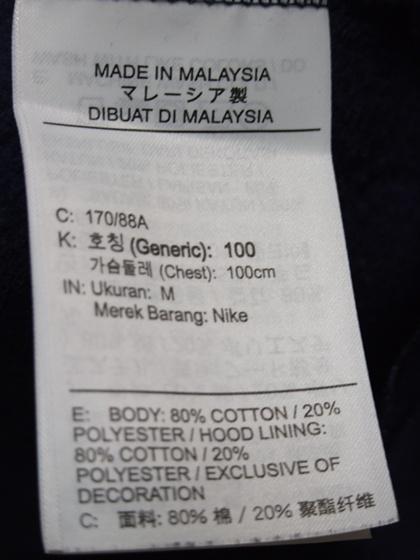 MADE IN MALAYSIA
マレーシア製
DIBUAT DI MALAYSIA
C: 170/88A
K: 호칭 (Generic): 100
가슴둘레 (Chest): 100cm
IN: Ukuran: M
Merek Barang: Nike
E: BODY: 80% COTTON / 20%
POLYESTER / HOOD LINING:
80% COTTON / 20%
POLYESTER / EXCLUSIVE OF
DECORATION
C: 面料: 80% 棉 / 20% 聚酯纤维